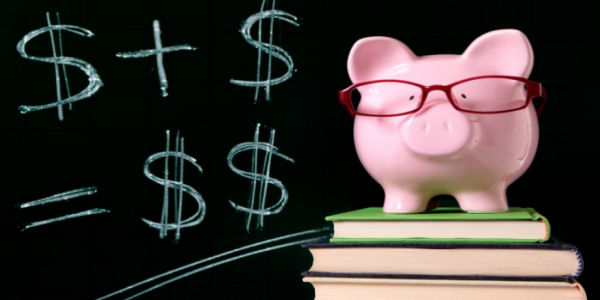 $ + $
= $ $